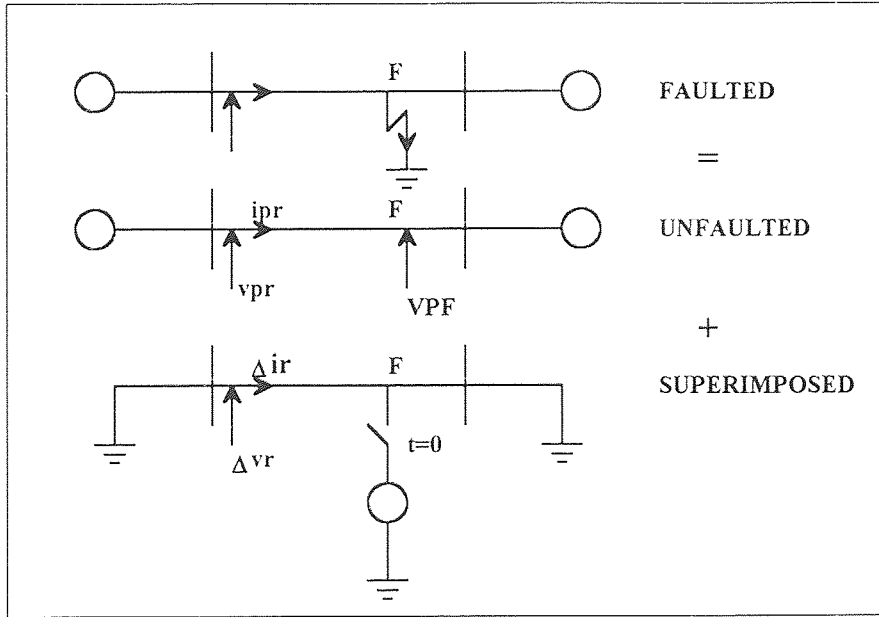 F
FAULTED
=
ipr
F
UNFAULTED
vpr
VPF
+
Δir
F
SUPERIMPOSED
Δvr
t=0